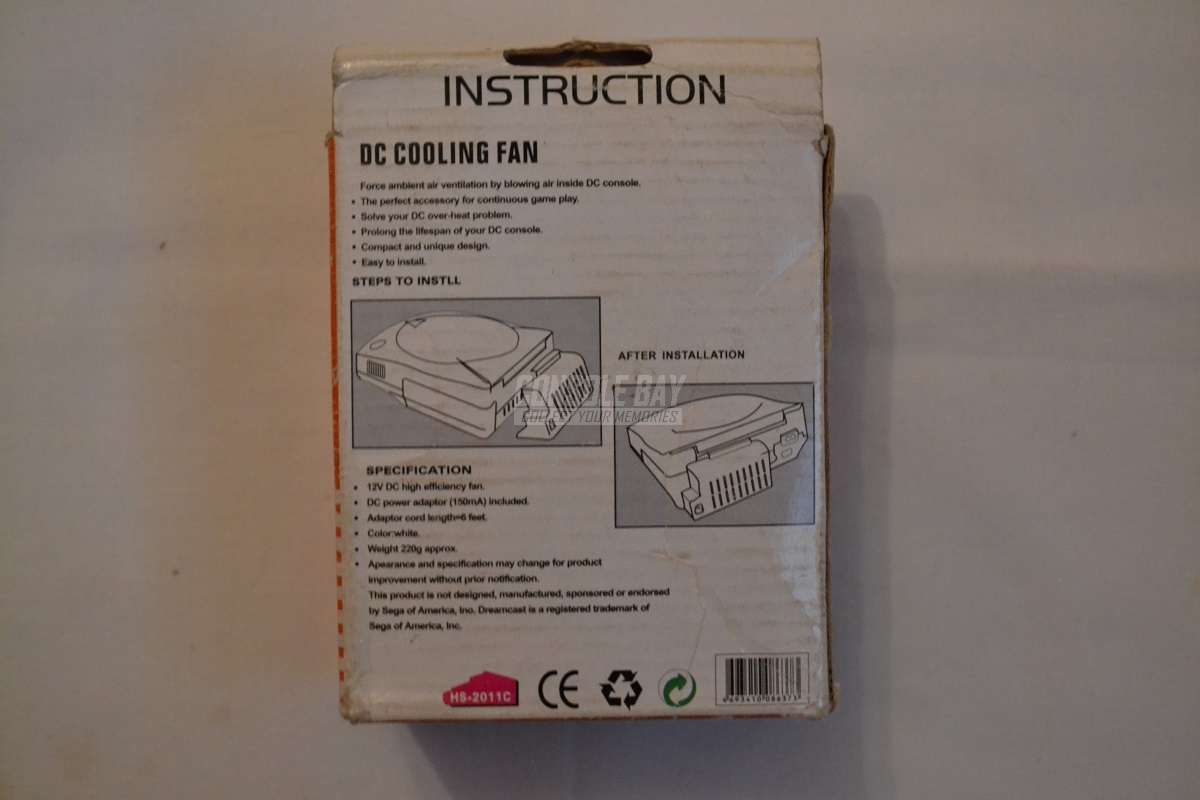 INSTRUCTION
DC COOLING FAN
Force ambient air ventilation by blowing air inside DC console.
• The perfect accessory for continuous game play.
• Solve your DC over-heat problem.
• Prolong the lifespan of your DC console.
• Compact and unique design.
• Easy to install.
STEPS TO INSTLL
AFTER INSTALLATION
CONSOLE BAY
COLLECT YOUR MEMORIES
SPECIFICATION
• 12V DC high efficiency fan.
• DC power adaptor (150mA) included.
• Adaptor cord length=6 feet.
• Color:white.
• Weight 220g approx.
• Apearance and specification may change for product
improvement without prior notification.
This product is not designed, manufactured, sponsored or endorsed
by Sega of America, Ino. Dreamcast is a registered trademark of
Sega of America, Inc.
HS-2011C
CE